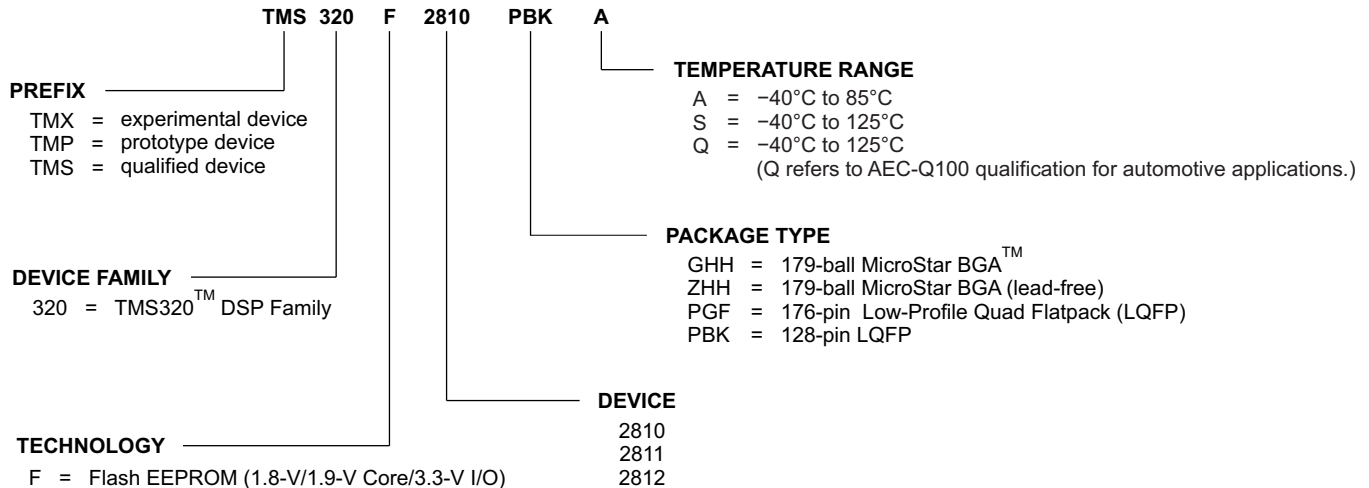 TMS 320 F 2810 PBK A
PREFIX
TMX = experimental device
TMP = prototype device
TMS = qualified device
TEMPERATURE RANGE
A = −40°C to 85°C
S = −40°C to 125°C
Q = −40°C to 125°C
(Q refers to AEC-Q100 qualification for automotive applications.)
DEVICE FAMILY
320 = TMS320TM DSP Family
PACKAGE TYPE
GHH = 179-ball MicroStar BGATM
ZHH = 179-ball MicroStar BGA (lead-free)
PGF = 176-pin Low-Profile Quad Flatpack (LQFP)
PBK = 128-pin LQFP
TECHNOLOGY
F = Flash EEPROM (1.8-V/1.9-V Core/3.3-V I/O)
DEVICE
2810
2811
2812